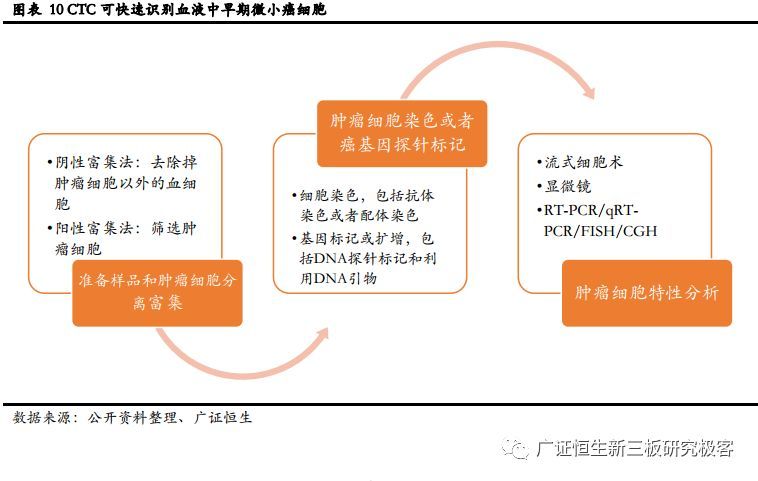 图表 10 CTC 可快速识别血液中早期微小癌细胞
•阴性富集法：去除掉
肿瘤细胞以外的血细
胞
•阳性富集法：筛选肿
瘤细胞
准备样品和肿瘤细胞分
离富集
肿瘤细胞染色或者
癌基因探针标记
•细胞染色，包括抗体
染色或者配体染色
•基因标记或扩增，包
括DNA探针标记和利
用DNA引物
•流式细胞术
•显微镜
•RT-PCR/qRT-
PCR/FISH/CGH
肿瘤细胞特性分析
数据来源：公开资料整理、广证恒生
广证恒生新三板研究极客